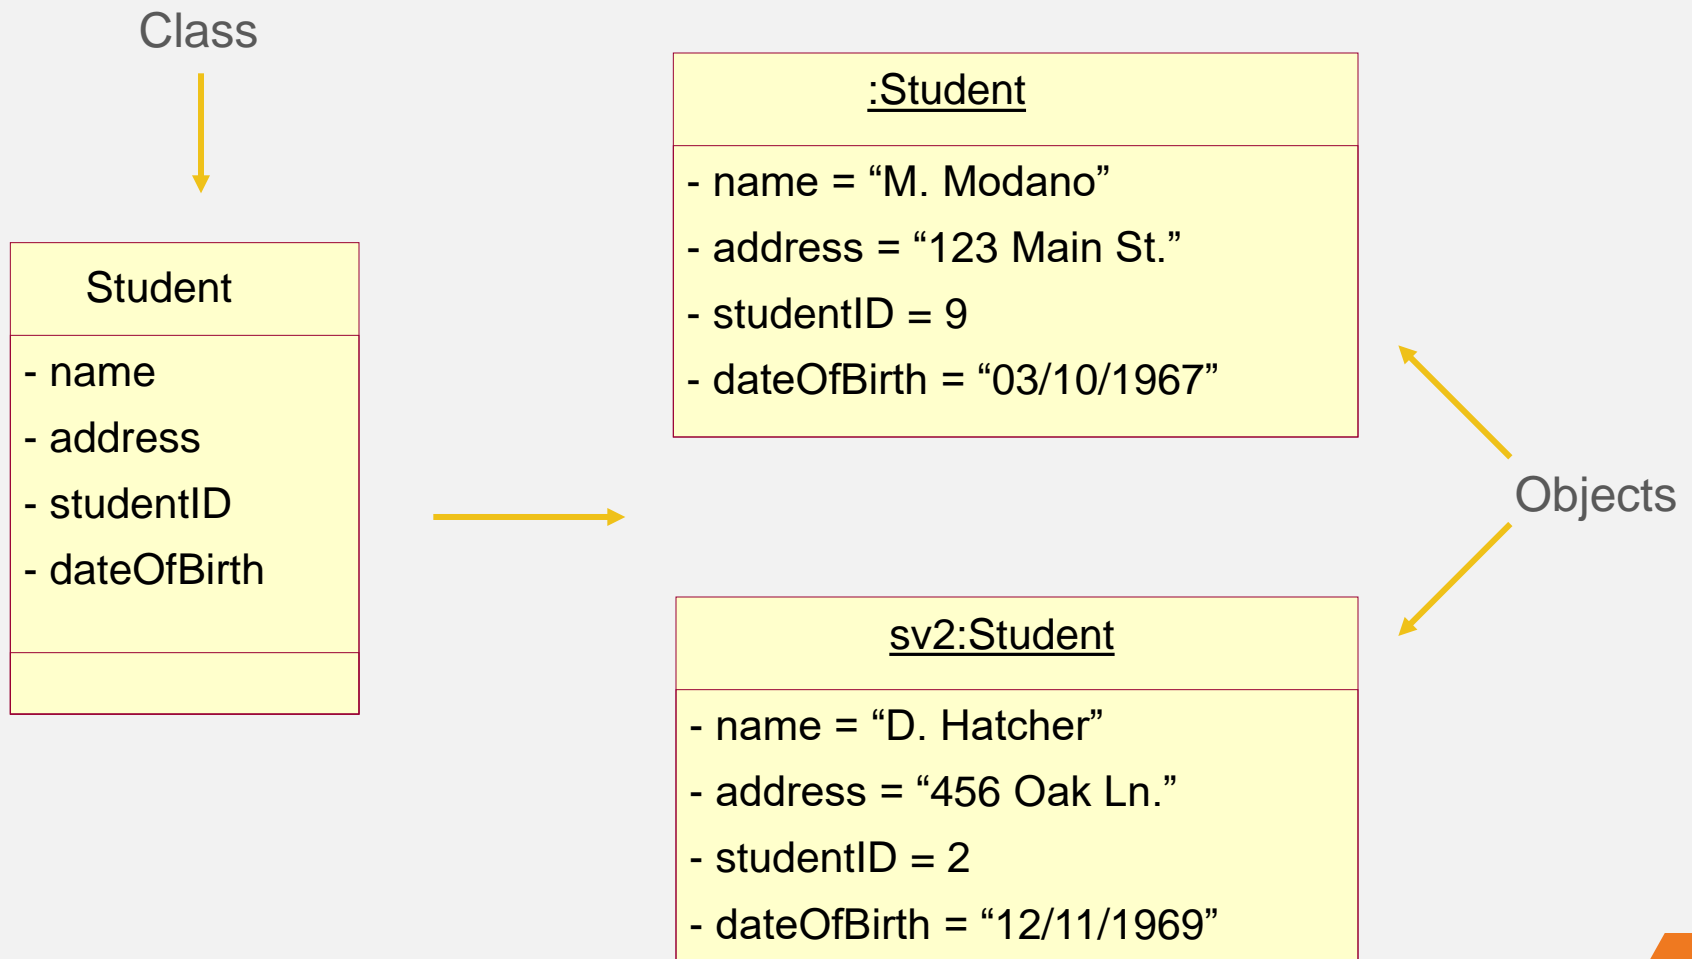 Class
Student
- name
- address
- studentID
- dateOfBirth
:Student
- name = “M. Modano”
- address = “123 Main St.”
- studentID = 9
- dateOfBirth = “03/10/1967”
sv2:Student
- name = “D. Hatcher”
- address = “456 Oak Ln.”
- studentID = 2
- dateOfBirth = “12/11/1969”
Objects